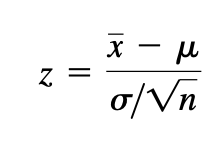 z = (x̄ − μ) / (σ/√n)